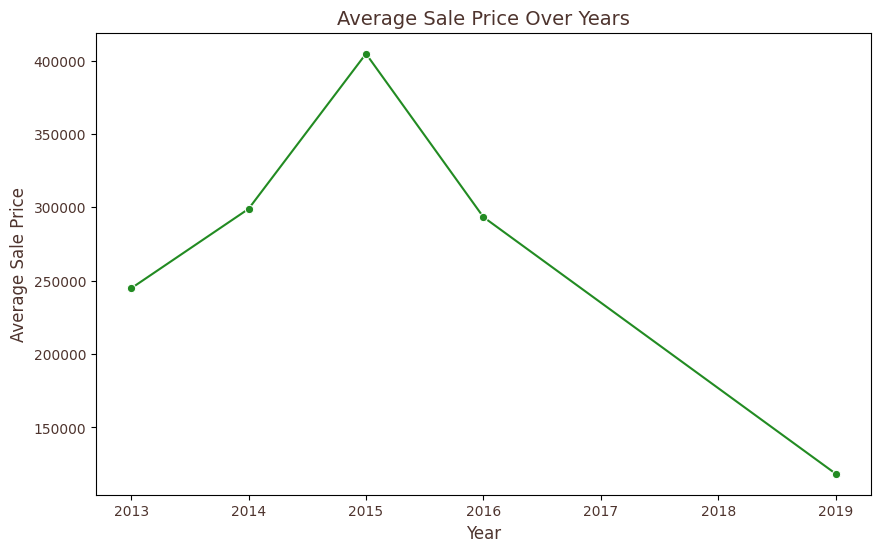 Average Sale Price Over Years
400000
350000
300000
250000
200000
150000
Average Sale Price
2013 2014 2015 2016 2017 2018 2019
Year